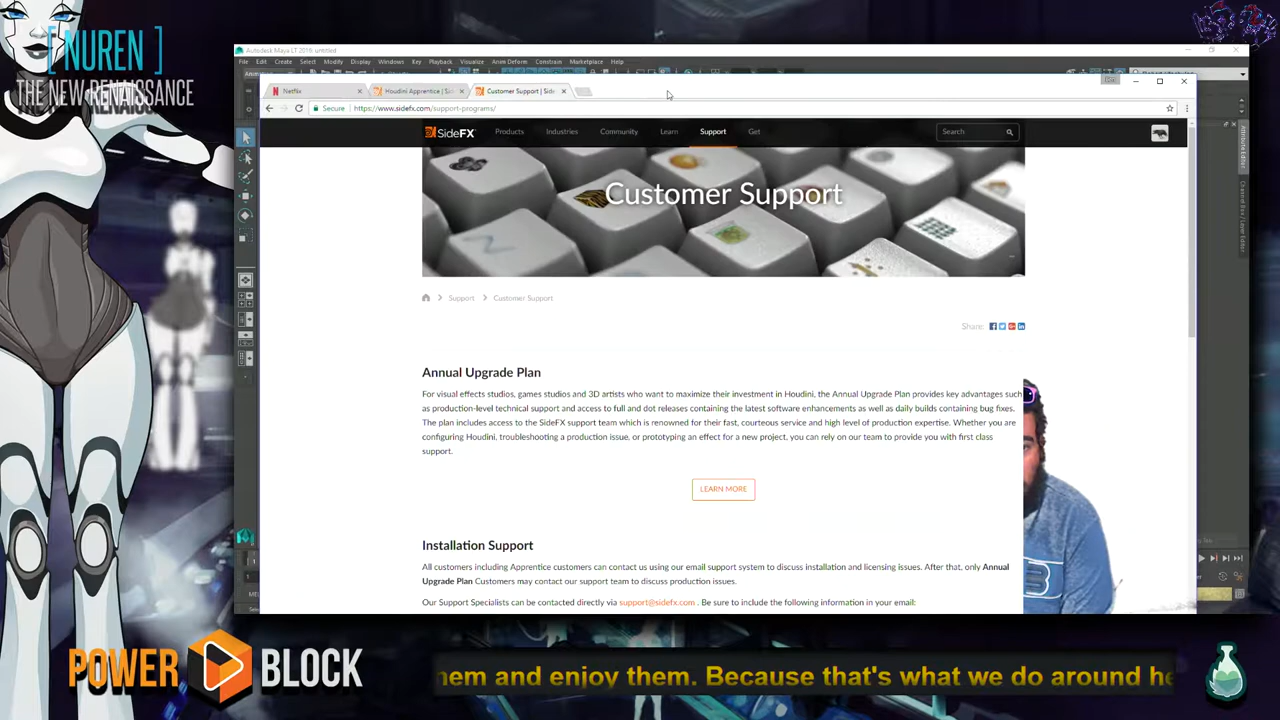 [ NUREN ]
THE NEW RENAISSANCE
Autodesk Maya LT 2016: untitled
File Edit Create Select Modify Display Windows Key Playback Visualize Anim Deform Constrain Marketplace Help
Netflix
Houdini Apprentice | Sid
Customer Support | Side
Secure
https://www.sidefx.com/support-programs/
SideFX
Products Industries Community Learn Support Get
Search
Customer Support
Support
Customer Support
Share:
Annual Upgrade Plan
For visual effects studios, games studios and 3D artists who want to maximize their investment in Houdini, the Annual Upgrade Plan provides key advantages such
as production-level technical support and access to full and dot releases containing the latest software enhancements as well as daily builds containing bug fixes.
The plan includes access to the SideFX support team which is renowned for their fast, courteous service and high level of production expertise. Whether you are
configuring Houdini, troubleshooting a production issue, or prototyping an effect for a new project, you can rely on our team to provide you with first class
support.
LEARN MORE
Installation Support
All customers including Apprentice customers can contact us using our email support system to discuss installation and licensing issues. After that, only Annual
Upgrade Plan Customers may contact our support team to discuss production issues.
Our Support Specialists can be contacted directly via support@sidefx.com . Be sure to include the following information in your email:
Attribute Editor
Channel Box / Layer Editor
POWER BLOCK
hem and enjoy them. Because that's what we do around he